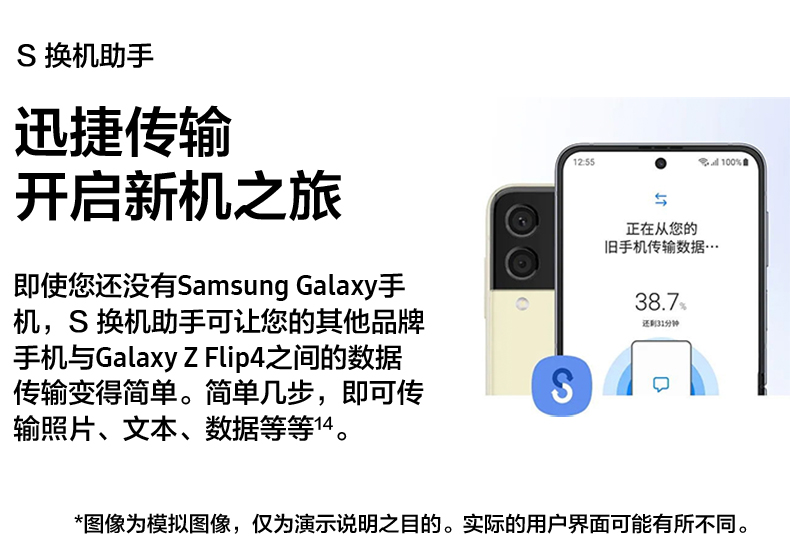 S 换机助手
迅捷传输
开启新机之旅
即使您还没有Samsung Galaxy手
机，S 换机助手可让您的其他品牌
手机与Galaxy Z Flip4之间的数据
传输变得简单。简单几步，即可传
输照片、文本、数据等等14。
12:55
100%
正在从您的
旧手机传输数据···
38.7%
还剩31分钟
S
*图像为模拟图像，仅为演示说明之目的。实际的用户界面可能有所不同。